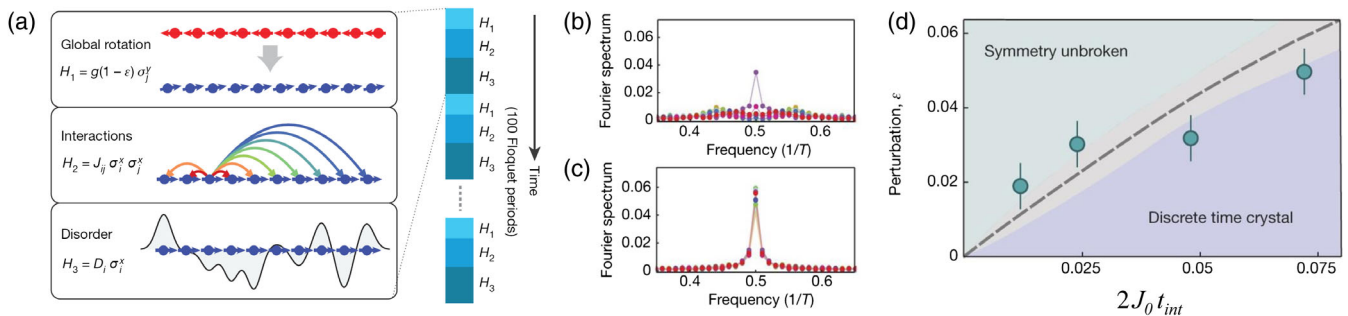 (a)
Global rotation
H₁ = g(1 − ε) σⱼʸ
Interactions
H₂ = Jᵢⱼ σᵢˣ σⱼˣ
Disorder
H₃ = Dᵢ σᵢˣ
H₁
H₂
H₃
H₁
H₂
H₃
H₁
H₂
H₃
(100 Floquet periods)
Time
(b)
Fourier spectrum
0.06
0.04
0.02
0
0.4
0.5
0.6
Frequency (1/T)
(c)
Fourier spectrum
0.06
0.04
0.02
0
0.4
0.5
0.6
Frequency (1/T)
(d)
Perturbation, ε
0.06
0.04
0.02
0
Symmetry unbroken
Discrete time crystal
0.025
0.05
0.075
2J₀ tᵢₙₜ